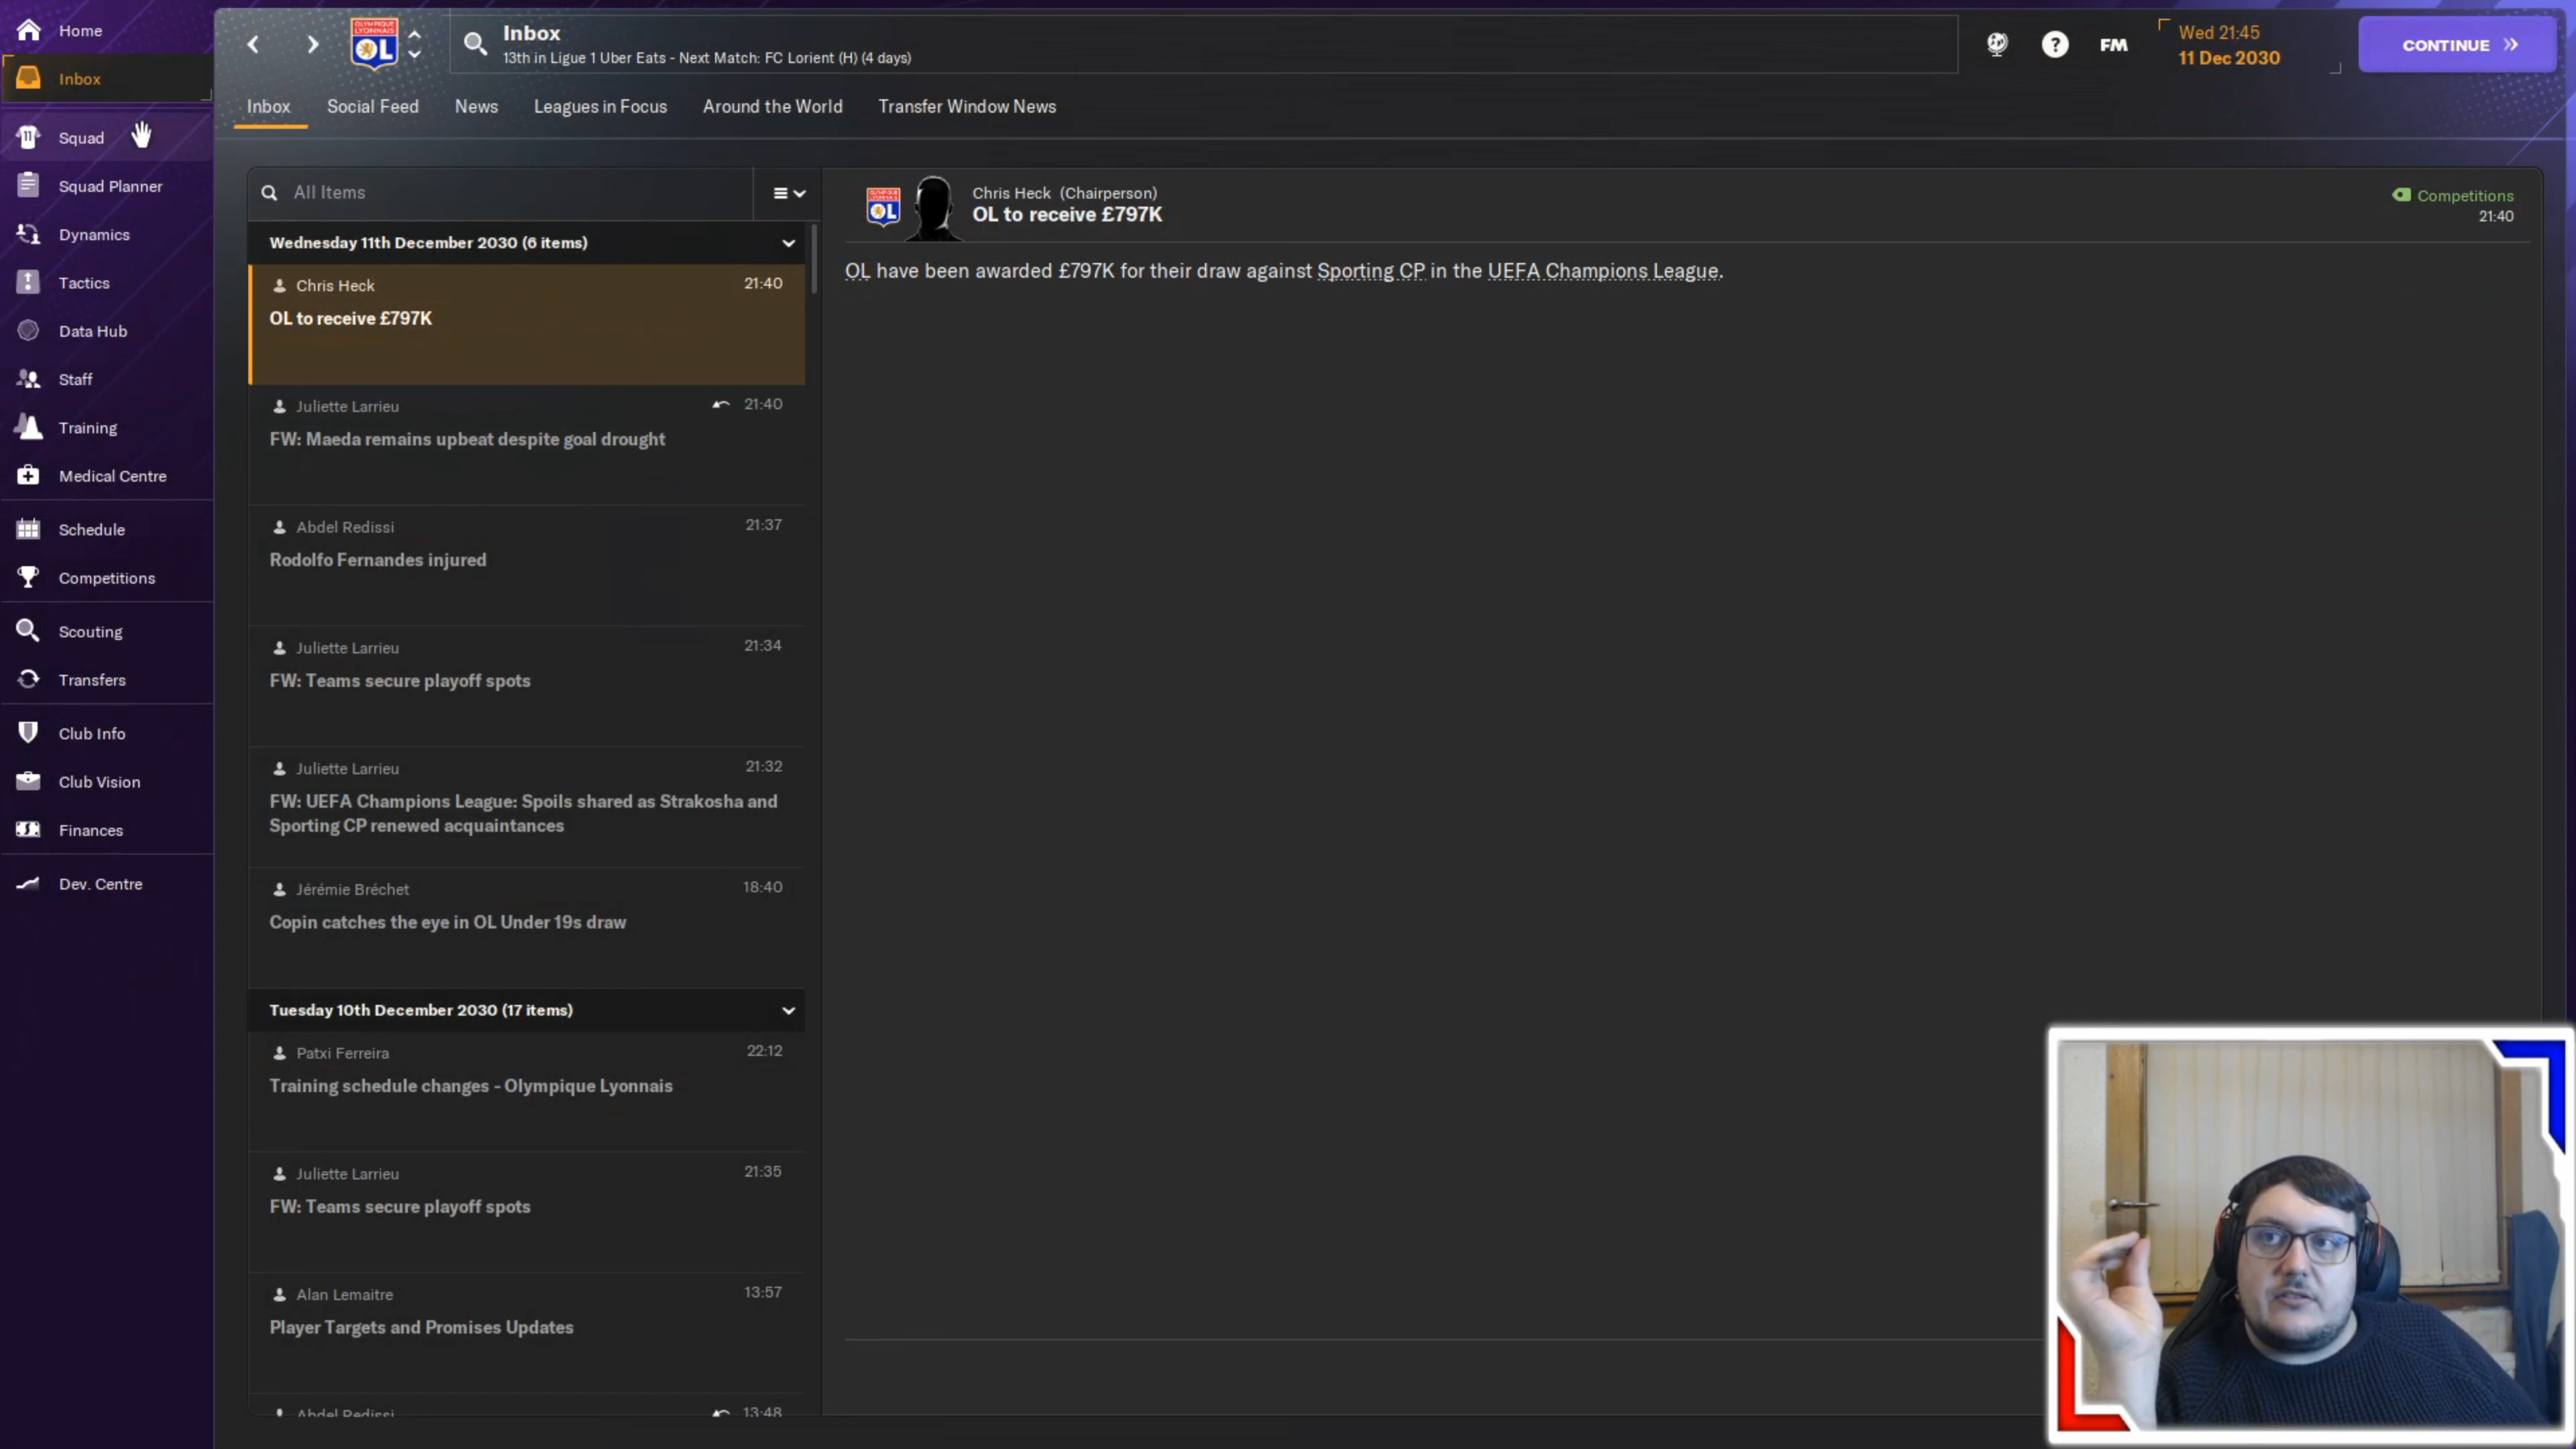 Home
Inbox
Squad
Squad Planner
Dynamics
Tactics
Data Hub
Staff
Training
Medical Centre
Schedule
Competitions
Scouting
Transfers
Club Info
Club Vision
Finances
Dev. Centre
OLYMPIQUE
LYONNAIS
OL
Inbox
13th in Ligue 1 Uber Eats - Next Match: FC Lorient (H) (4 days)
?
FM
Wed 21:45
11 Dec 2030
CONTINUE
Inbox
Social Feed
News
Leagues in Focus
Around the World
Transfer Window News
All Items
Wednesday 11th December 2030 (6 items)
Chris Heck
21:40
OL to receive £797K
Juliette Larrieu
21:40
FW: Maeda remains upbeat despite goal drought
Abdel Redissi
21:37
Rodolfo Fernandes injured
Juliette Larrieu
21:34
FW: Teams secure playoff spots
Juliette Larrieu
21:32
FW: UEFA Champions League: Spoils shared as Strakosha and
Sporting CP renewed acquaintances
Jérémie Bréchet
18:40
Copin catches the eye in OL Under 19s draw
Tuesday 10th December 2030 (17 items)
Patxi Ferreira
22:12
Training schedule changes - Olympique Lyonnais
Juliette Larrieu
21:35
FW: Teams secure playoff spots
Alan Lemaitre
13:57
Player Targets and Promises Updates
Abdel Redissi
13:48
OL
Chris Heck (Chairperson)
OL to receive £797K
Competitions
21:40
OL have been awarded £797K for their draw against Sporting CP in the UEFA Champions League.